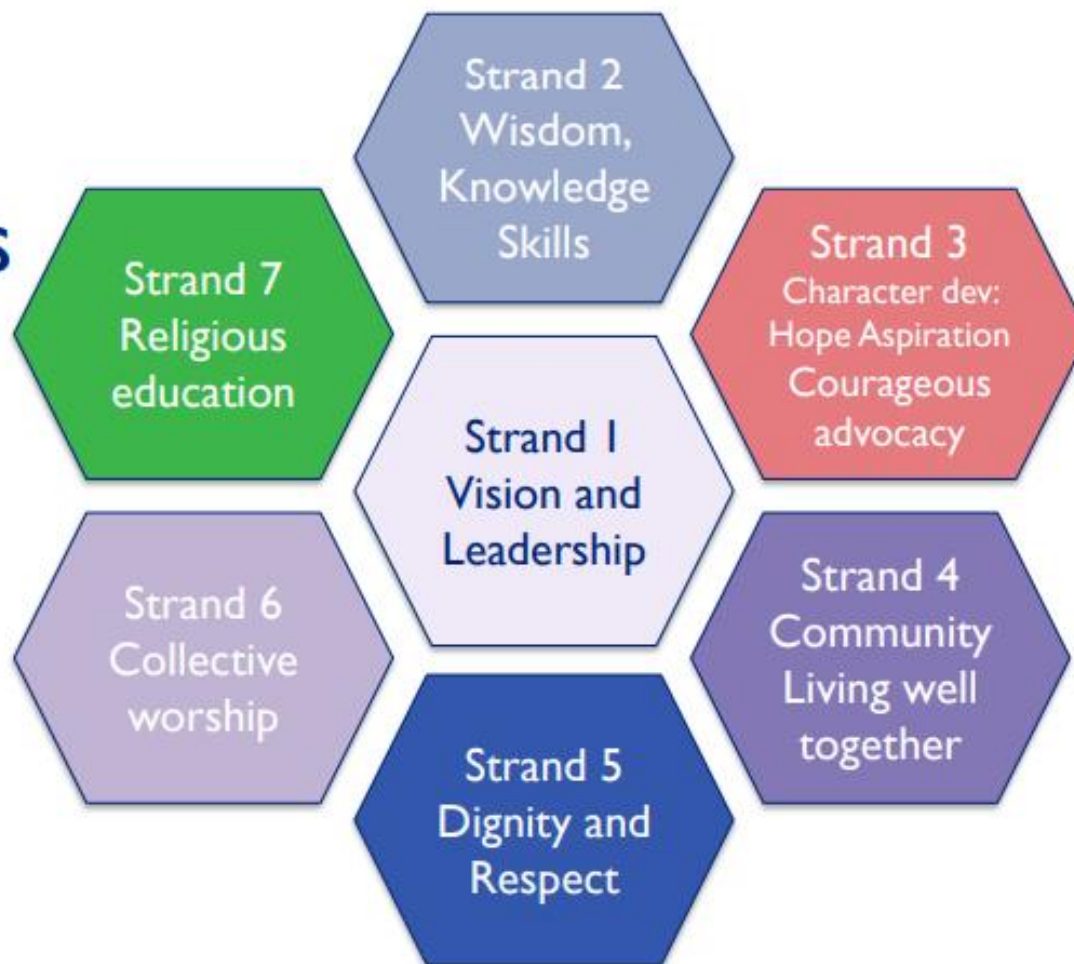 Strand 2
Wisdom,
Knowledge
Skills
s
Strand 7
Religious
education
Strand 3
Character dev:
Hope Aspiration
Courageous
advocacy
Strand 1
Vision and
Leadership
Strand 6
Collective
worship
Strand 4
Community
Living well
together
Strand 5
Dignity and
Respect